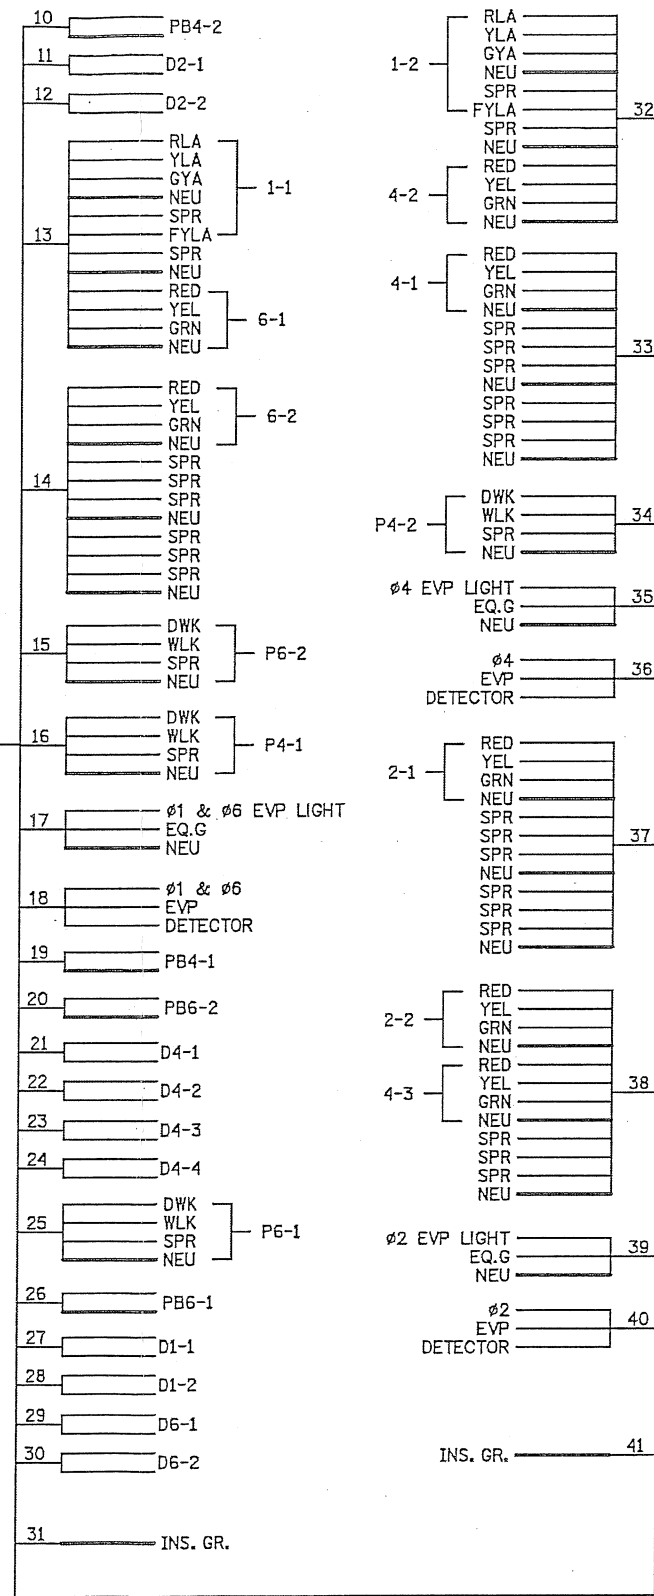 10 PB4-2
11 D2-1
12 D2-2
RLA
YLA
GYA
NEU
SPR
FYLA
1-1
13
SPR
NEU
RED
YEL
GRN
NEU
6-1
RED
YEL
GRN
NEU
6-2
14
SPR
SPR
SPR
NEU
SPR
SPR
SPR
NEU
15
DWK
WLK
SPR
NEU
P6-2
16
DWK
WLK
SPR
NEU
P4-1
17
ø1 & ø6 EVP LIGHT
EQ.G
NEU
18
ø1 & ø6
EVP
DETECTOR
19 PB4-1
20 PB6-2
21 D4-1
22 D4-2
23 D4-3
24 D4-4
25
DWK
WLK
SPR
NEU
P6-1
26 PB6-1
27 D1-1
28 D1-2
29 D6-1
30 D6-2
31 INS. GR.
1-2
RLA
YLA
GYA
NEU
SPR
FYLA
32
SPR
NEU
4-2
RED
YEL
GRN
NEU
4-1
RED
YEL
GRN
NEU
33
SPR
SPR
SPR
NEU
SPR
SPR
SPR
NEU
P4-2
DWK
WLK
SPR
NEU
34
ø4 EVP LIGHT
EQ.G
NEU
35
ø4
EVP
DETECTOR
36
2-1
RED
YEL
GRN
NEU
37
SPR
SPR
SPR
NEU
SPR
SPR
SPR
NEU
2-2
RED
YEL
GRN
NEU
4-3
RED
YEL
GRN
NEU
38
SPR
SPR
SPR
NEU
ø2 EVP LIGHT
EQ.G
NEU
39
ø2
EVP
DETECTOR
40
INS. GR. 41